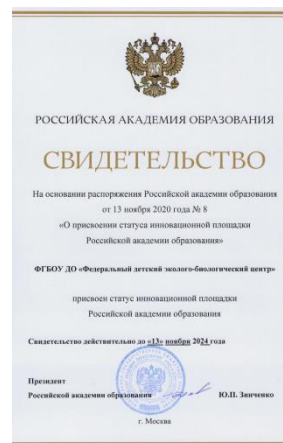 РОССИЙСКАЯ АКАДЕМИЯ ОБРАЗОВАНИЯ
СВИДЕТЕЛЬСТВО
На основании распоряжения Российской академии образования
от 13 ноября 2020 года № 8
«О присвоении статуса инновационной площадки
Российской академии образования»
ФГБОУ ДО «Федеральный детский эколого-биологический центр»
присвоен статус инновационной площадки
Российской академии образования
Свидетельство действительно до «13» ноября 2024 года
Президент
Российской академии образования Ю.П. Зинченко
г. Москва